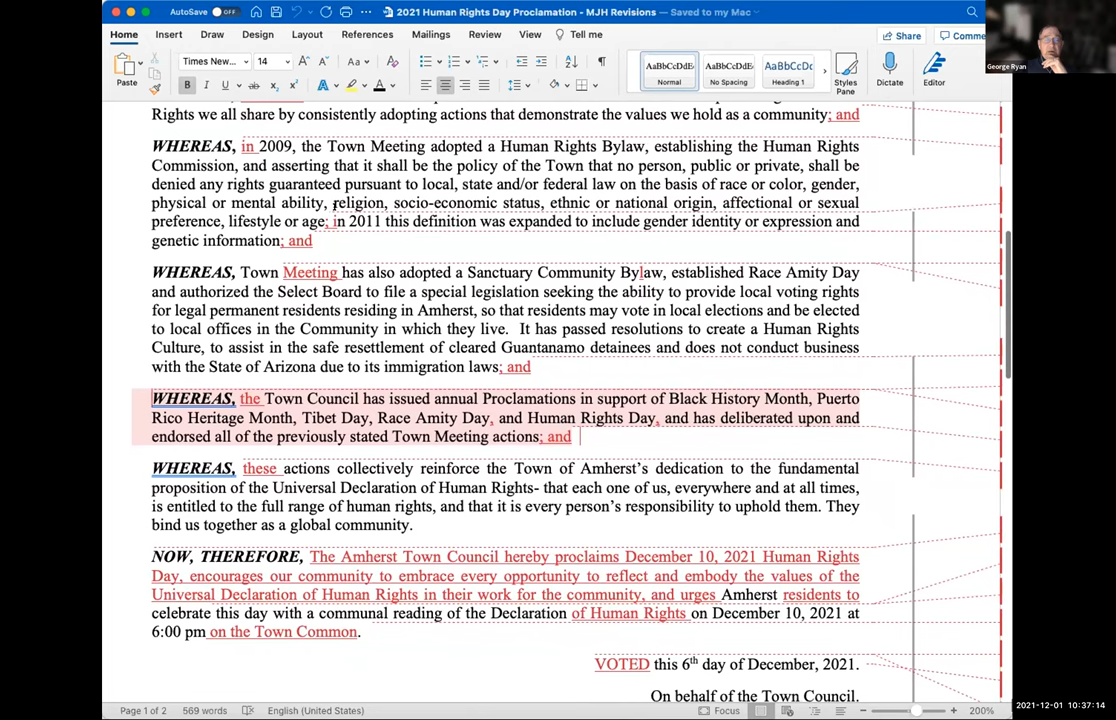 AutoSave OFF 2021 Human Rights Day Proclamation - MJH Revisions — Saved to my Mac
Home Insert Draw Design Layout References Mailings Review View Tell me Share Comme
Times New... 14 Aa AaBbCcDdE AaBbCcDdE AaBbCcDc
Paste B I U ab x A A Normal No Spacing Heading 1 Styles Pane Dictate Editor
George Ryan
Rights we all share by consistently adopting actions that demonstrate the values we hold as a community; and
WHEREAS, in 2009, the Town Meeting adopted a Human Rights Bylaw, establishing the Human Rights
Commission, and asserting that it shall be the policy of the Town that no person, public or private, shall be
denied any rights guaranteed pursuant to local, state and/or federal law on the basis of race or color, gender,
physical or mental ability, religion, socio-economic status, ethnic or national origin, affectional or sexual
preference, lifestyle or age; in 2011 this definition was expanded to include gender identity or expression and
genetic information; and
WHEREAS, Town Meeting has also adopted a Sanctuary Community Bylaw, established Race Amity Day
and authorized the Select Board to file a special legislation seeking the ability to provide local voting rights
for legal permanent residents residing in Amherst, so that residents may vote in local elections and be elected
to local offices in the Community in which they live. It has passed resolutions to create a Human Rights
Culture, to assist in the safe resettlement of cleared Guantanamo detainees and does not conduct business
with the State of Arizona due to its immigration laws; and
WHEREAS, the Town Council has issued annual Proclamations in support of Black History Month, Puerto
Rico Heritage Month, Tibet Day, Race Amity Day, and Human Rights Day, and has deliberated upon and
endorsed all of the previously stated Town Meeting actions; and
WHEREAS, these actions collectively reinforce the Town of Amherst's dedication to the fundamental
proposition of the Universal Declaration of Human Rights- that each one of us, everywhere and at all times,
is entitled to the full range of human rights, and that it is every person's responsibility to uphold them. They
bind us together as a global community.
NOW, THEREFORE, The Amherst Town Council hereby proclaims December 10, 2021 Human Rights
Day, encourages our community to embrace every opportunity to reflect and embody the values of the
Universal Declaration of Human Rights in their work for the community, and urges Amherst residents to
celebrate this day with a communal reading of the Declaration of Human Rights on December 10, 2021 at
6:00 pm on the Town Common.
VOTED this 6th day of December, 2021.
On behalf of the Town Council.
Page 1 of 2 569 words English (United States) Focus 200%
2021-12-01 10:37:14